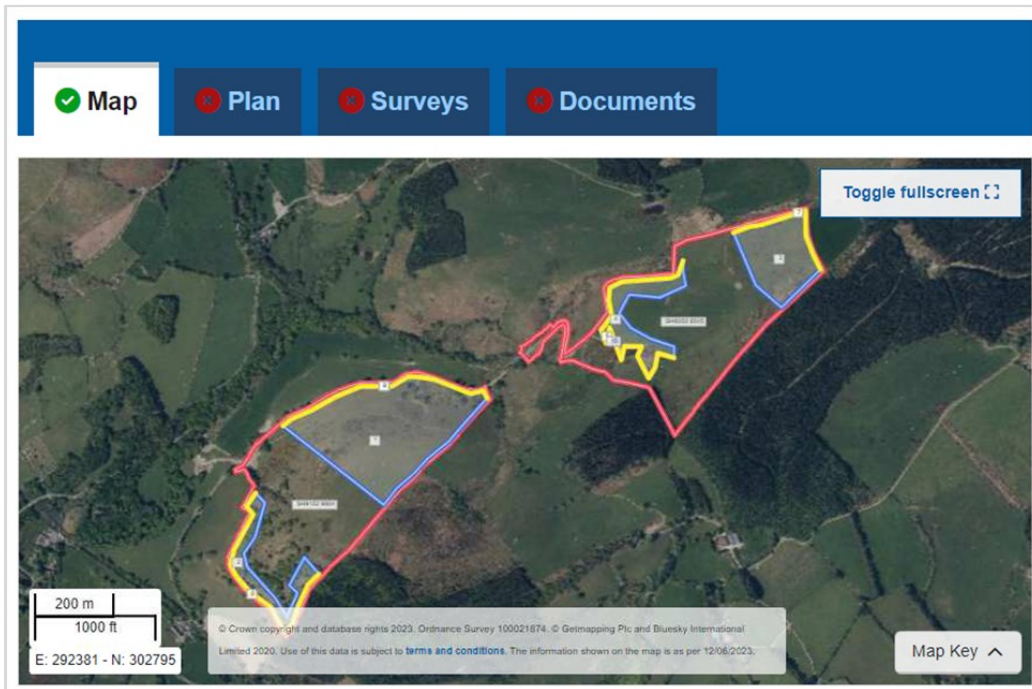 Map
Plan
Surveys
Documents
Toggle fullscreen
200 m
1000 ft
E: 292381 - N: 302795
© Crown copyright and database rights 2023. Ordnance Survey 100021874. © Getmapping Plc and Bluesky International
Limited 2020. Use of this data is subject to terms and conditions. The information shown on the map is as per 12/06/2023.
Map Key